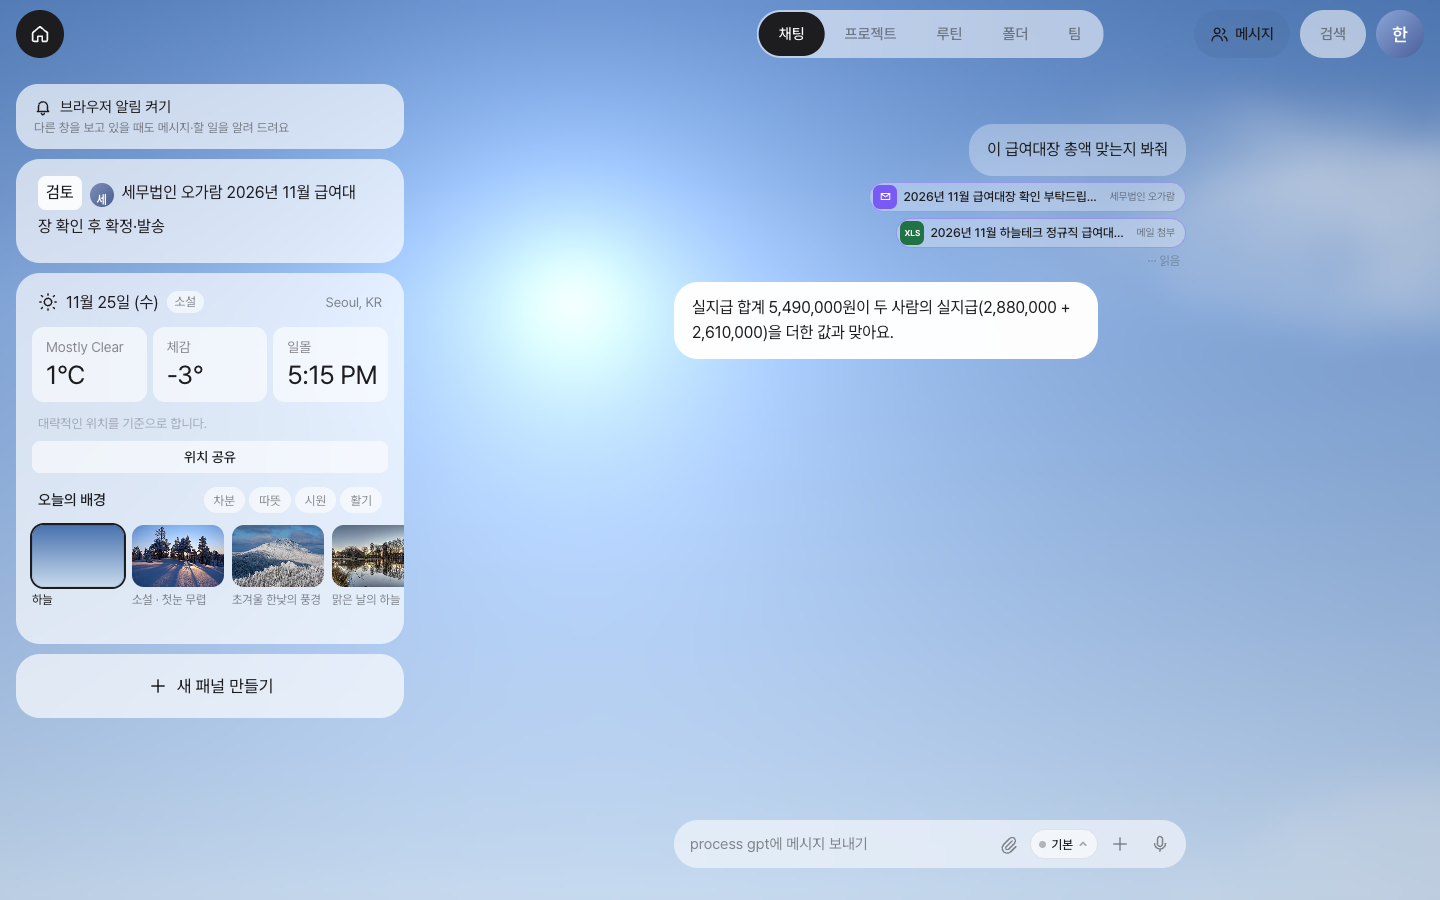 채팅
프로젝트
루틴
폴더
팀
메시지
검색
한
브라우저 알림 켜기
다른 창을 보고 있을 때도 메시지·할 일을 알려 드려요
검토 세 세무법인 오가람 2026년 11월 급여대
장 확인 후 확정·발송
11월 25일 (수) 소설 Seoul, KR
Mostly Clear
1°C
체감
-3°
일몰
5:15 PM
대략적인 위치를 기준으로 합니다.
위치 공유
오늘의 배경
차분
따뜻
시원
활기
하늘
소설 · 첫눈 무렵
초겨울 한낮의 풍경
맑은 날의 하늘
새 패널 만들기
이 급여대장 총액 맞는지 봐줘
2026년 11월 급여대장 확인 부탁드립... 세무법인 오가람
XLS 2026년 11월 하늘테크 정규직 급여대... 메일 첨부
··· 읽음
실지급 합계 5,490,000원이 두 사람의 실지급(2,880,000 +
2,610,000)을 더한 값과 맞아요.
process gpt에 메시지 보내기
기본